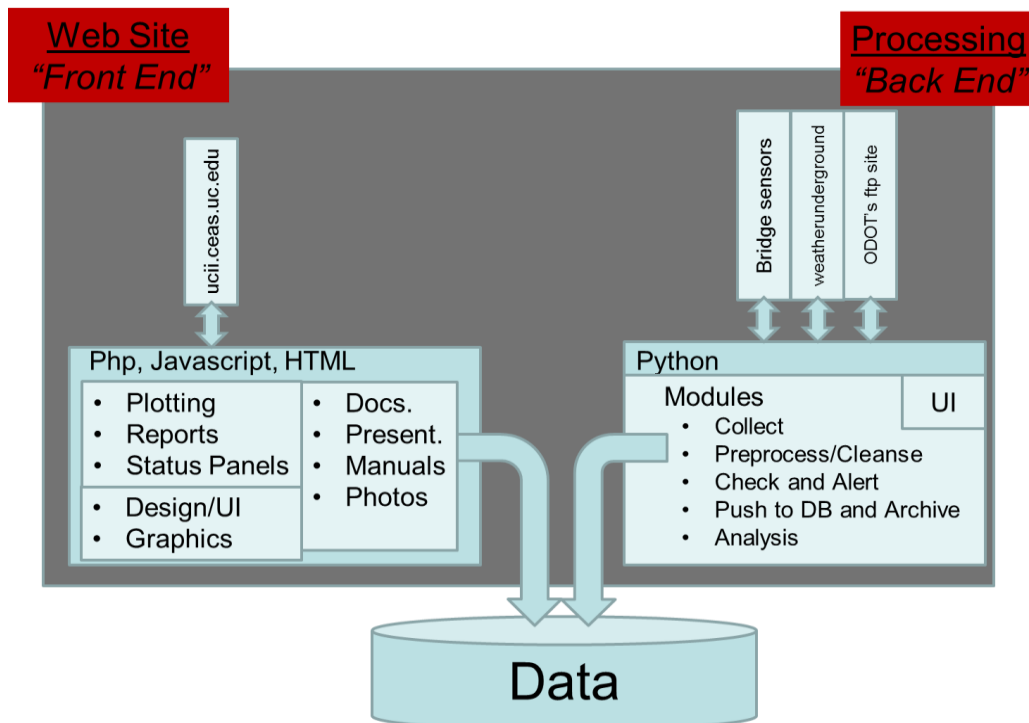 Web Site
“Front End”
Processing
“Back End”
ucii.ceas.uc.edu
Bridge sensors
weatherunderground
ODOT's ftp site
Php, Javascript, HTML
• Plotting
• Reports
• Status Panels
• Design/UI
• Graphics
• Docs.
• Present.
• Manuals
• Photos
Python
Modules
UI
• Collect
• Preprocess/Cleanse
• Check and Alert
• Push to DB and Archive
• Analysis
Data